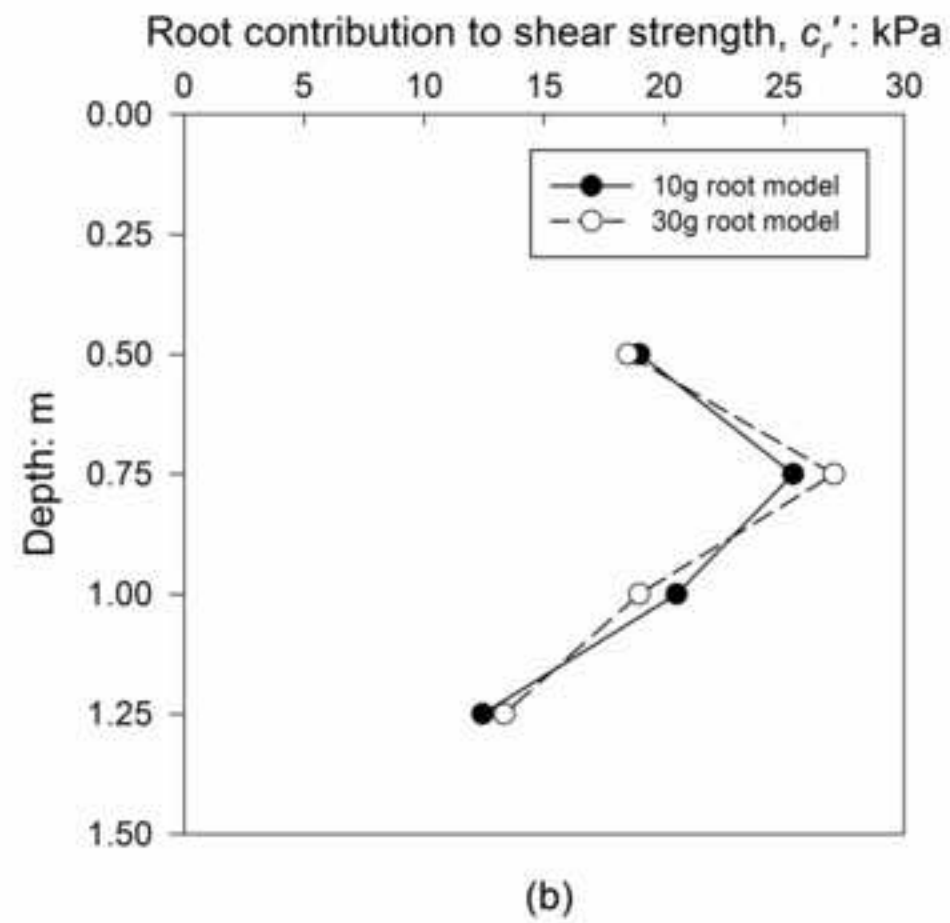 Root contribution to shear strength, cᵣ′ : kPa
0 5 10 15 20 25 30
0.00
10g root model
30g root model
0.25
0.50
Depth: m
0.75
1.00
1.25
1.50
(b)